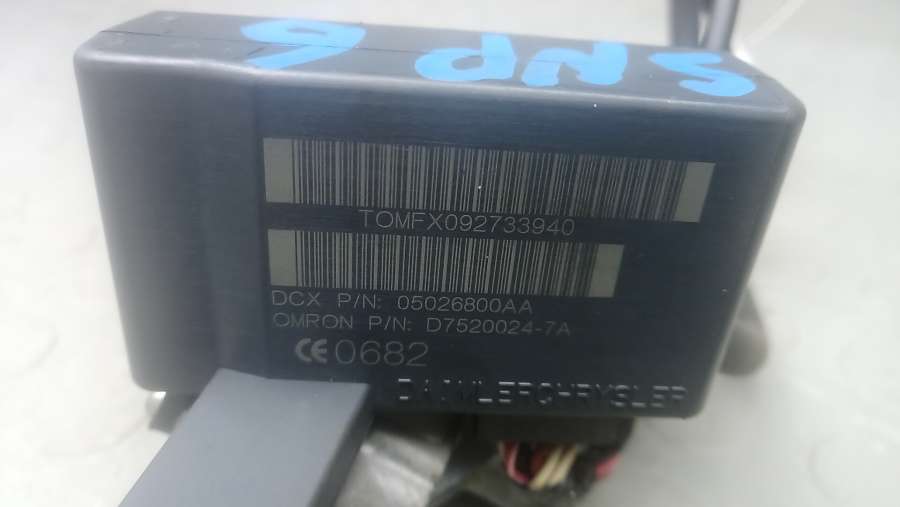 SNP 6
TOMFX092733940
DCX P/N: 05026800AA
OMRON P/N: D7520024-7A
CE 0682
DAIMLERCHRYSLER